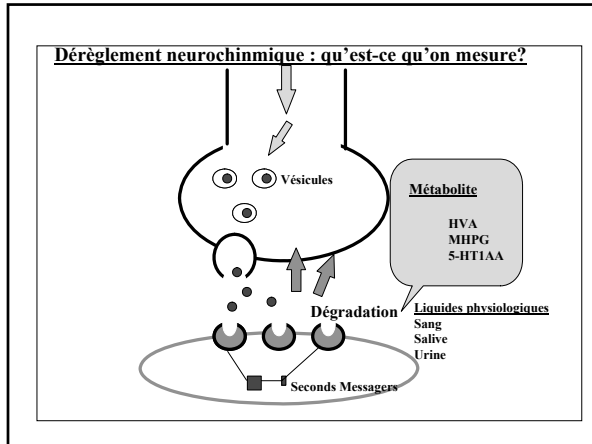 Dérèglement neurochinmique : qu'est-ce qu'on mesure?
Vésicules
Métabolite
HVA
MHPG
5-HT1AA
Dégradation
Liquides physiologiques
Sang
Salive
Urine
Seconds Messagers